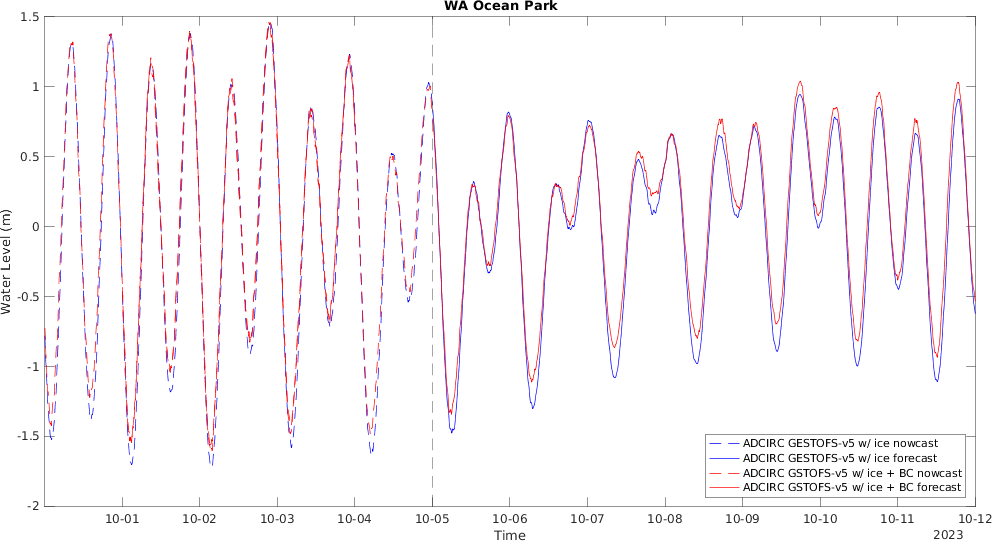 WA Ocean Park
1.5
1
0.5
0
-0.5
-1
-1.5
-2
Water Level (m)
10-01 10-02 10-03 10-04 10-05 10-06 10-07 10-08 10-09 10-10 10-11 10-12
Time
2023
ADCIRC GESTOFS-v5 w/ ice nowcast
ADCIRC GESTOFS-v5 w/ ice forecast
ADCIRC GSTOFS-v5 w/ ice + BC nowcast
ADCIRC GSTOFS-v5 w/ ice + BC forecast